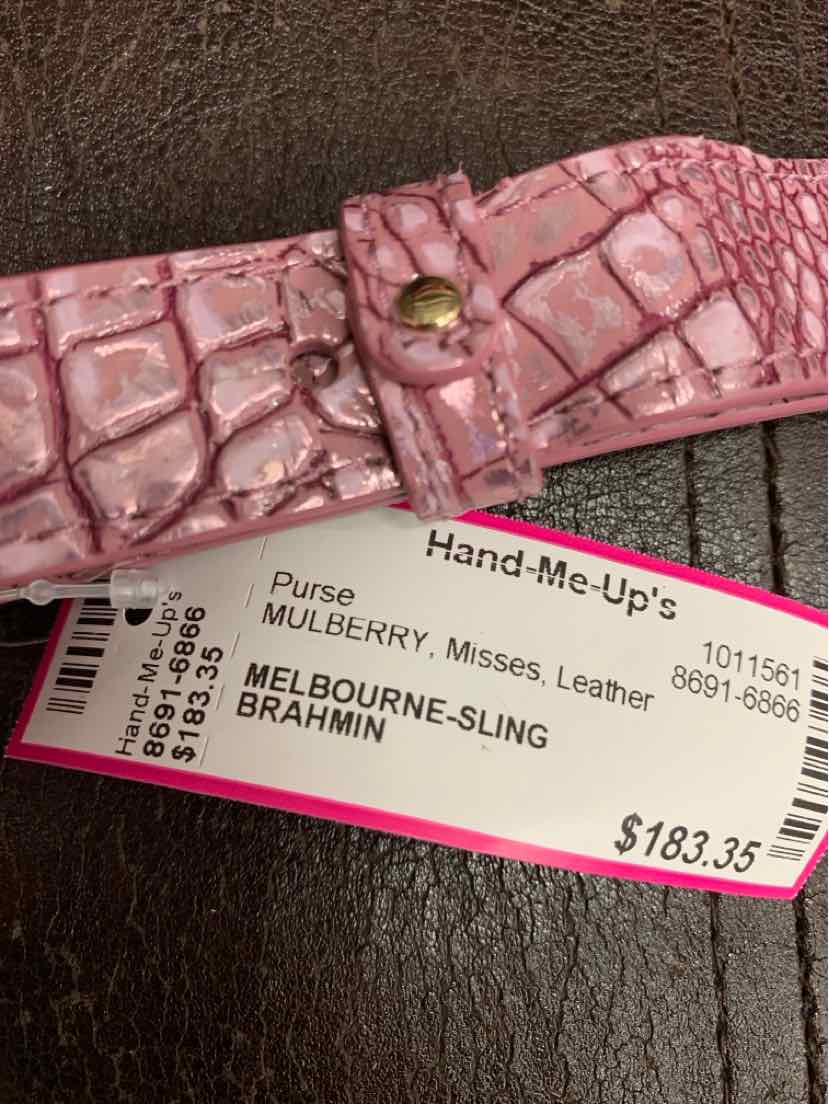 Hand-Me-Up's
Purse
1011561
MULBERRY, Misses, Leather
8691-6866
MELBOURNE-SLING
BRAHMIN
$183.35
Hand-Me-Up's
8691-6866
$183.35